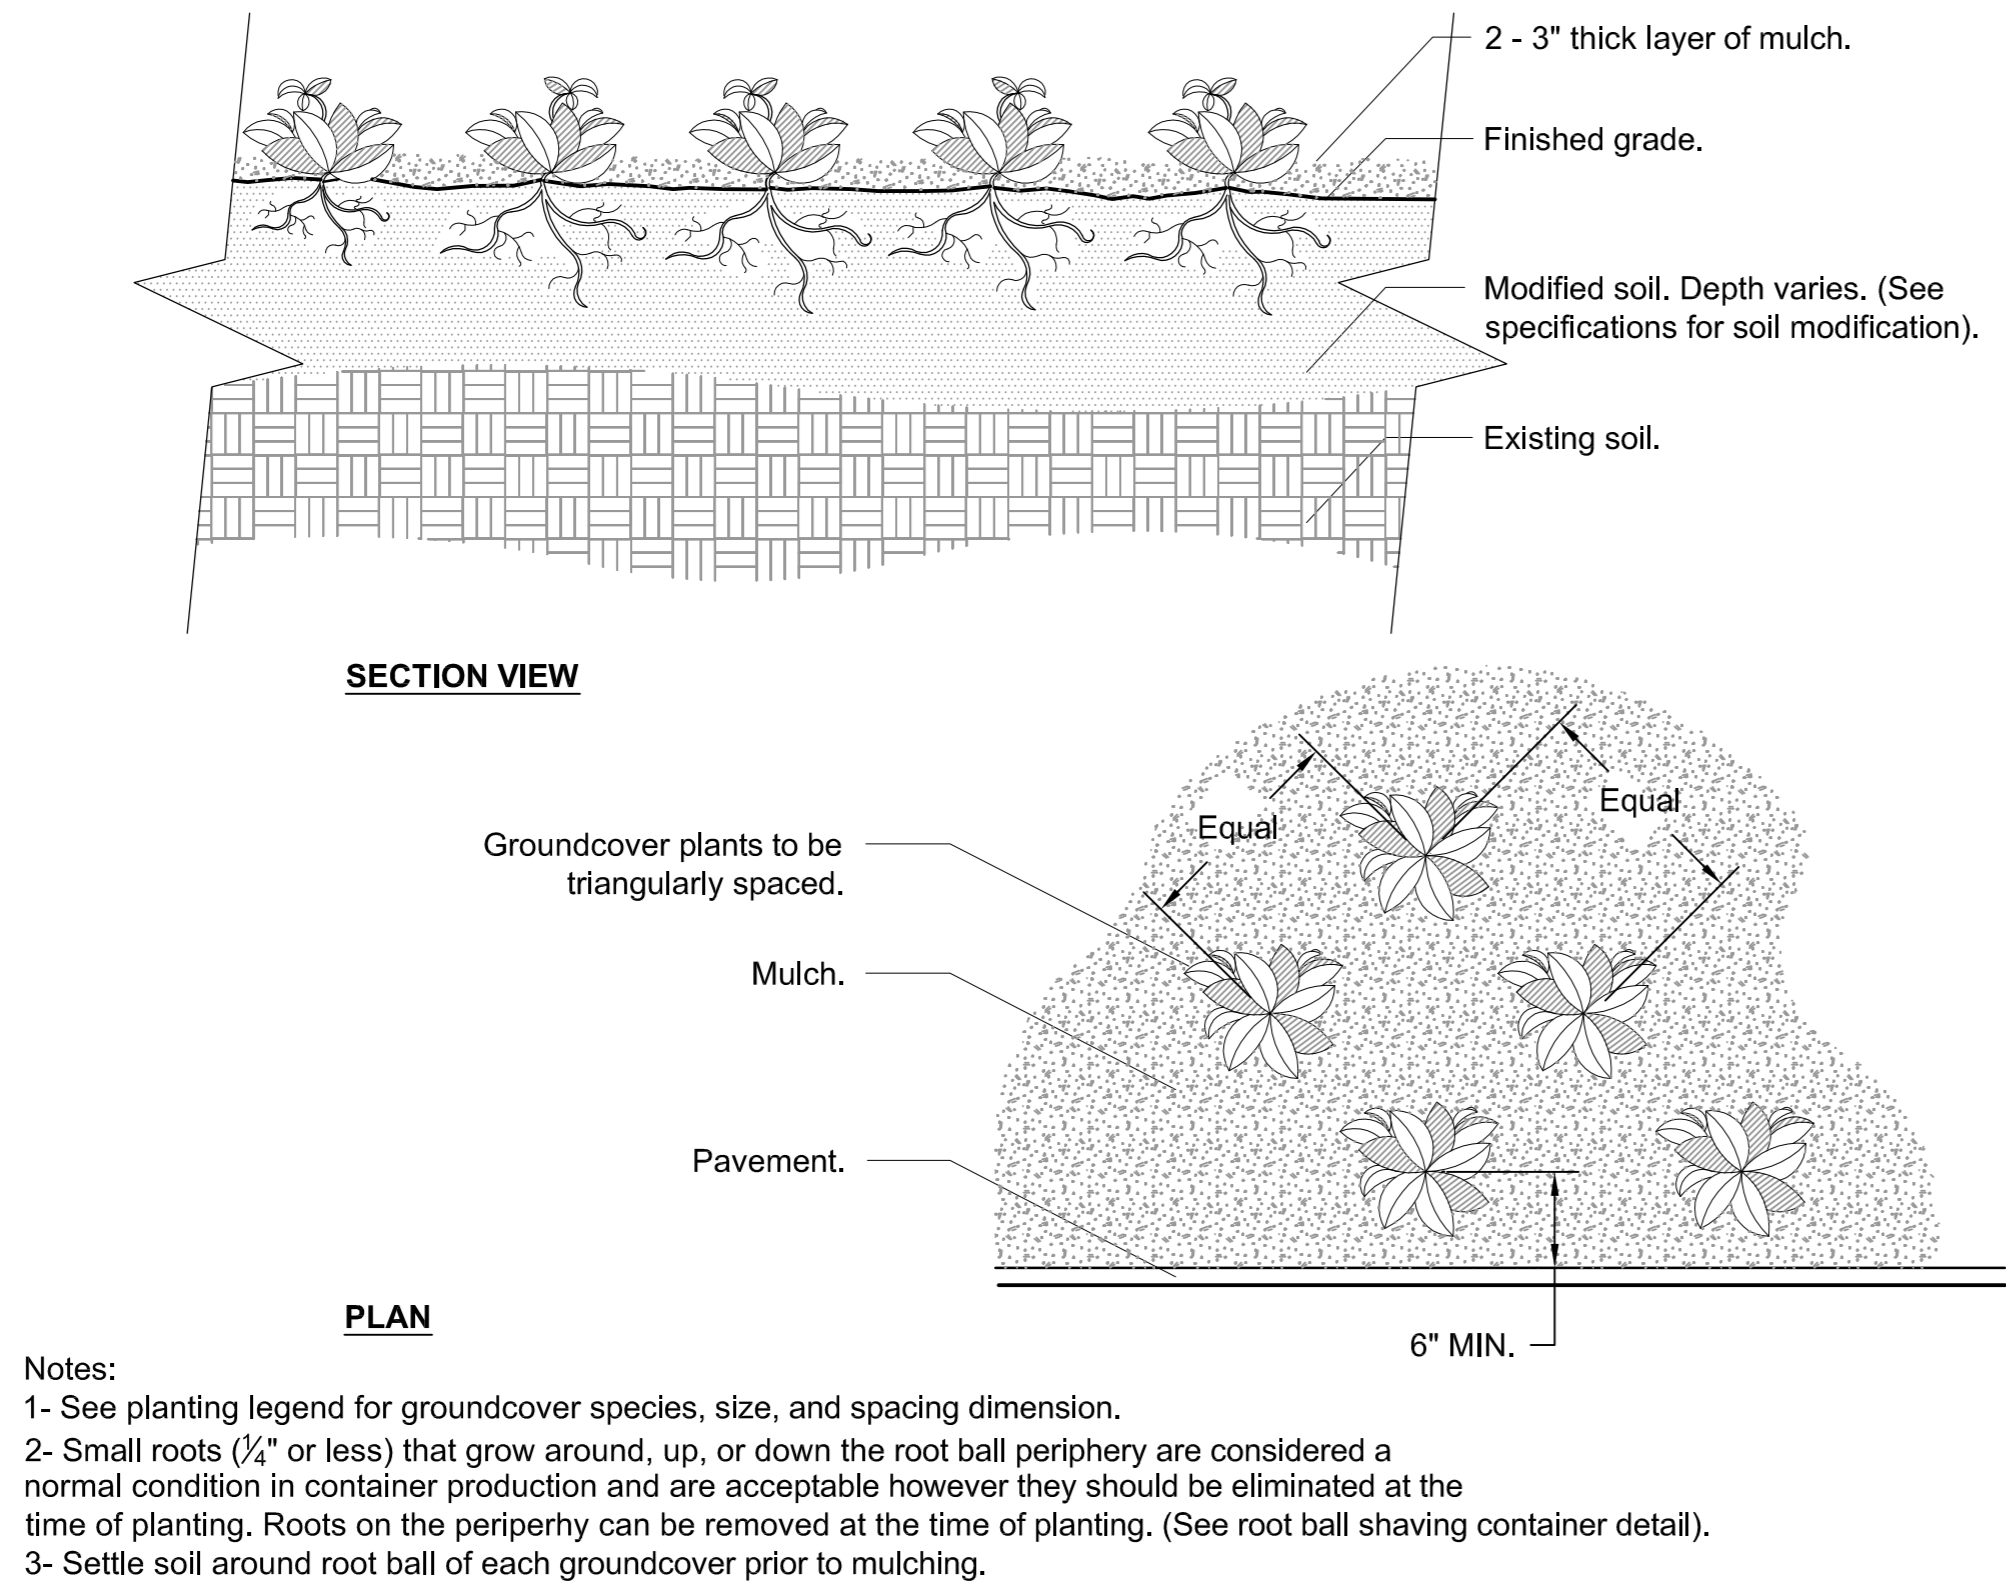 2 - 3" thick layer of mulch.
Finished grade.
Modified soil. Depth varies. (See
specifications for soil modification).
Existing soil.
SECTION VIEW
Equal
Equal
Groundcover plants to be
triangularly spaced.
Mulch.
Pavement.
6" MIN.
PLAN
Notes:
1- See planting legend for groundcover species, size, and spacing dimension.
2- Small roots (¼" or less) that grow around, up, or down the root ball periphery are considered a
normal condition in container production and are acceptable however they should be eliminated at the
time of planting. Roots on the periperhy can be removed at the time of planting. (See root ball shaving container detail).
3- Settle soil around root ball of each groundcover prior to mulching.